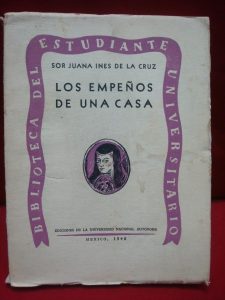 BIBLIOTECA DEL ESTUDIANTE UNIVERSITARIO
SOR JUANA INES DE LA CRUZ
LOS EMPEÑOS
DE UNA CASA
EDICIONES DE LA UNIVERSIDAD NACIONAL AUTONOMA
MEXICO,